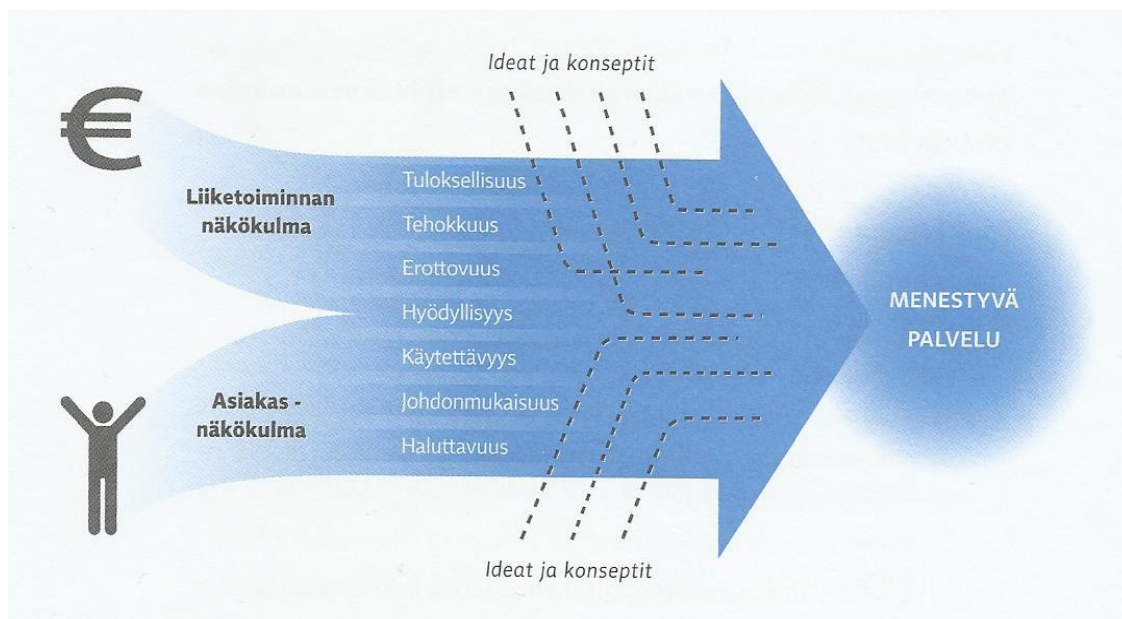 Ideat ja konseptit
€
Liiketoiminnan
näkökulma
Tuloksellisuus
Tehokkuus
Erottovuus
Hyödyllisyys
Käytettävyys
Johdonmukaisuus
Haluttavuus
Asiakas -
näkökulma
MENESTYVÄ
PALVELU
Ideat ja konseptit